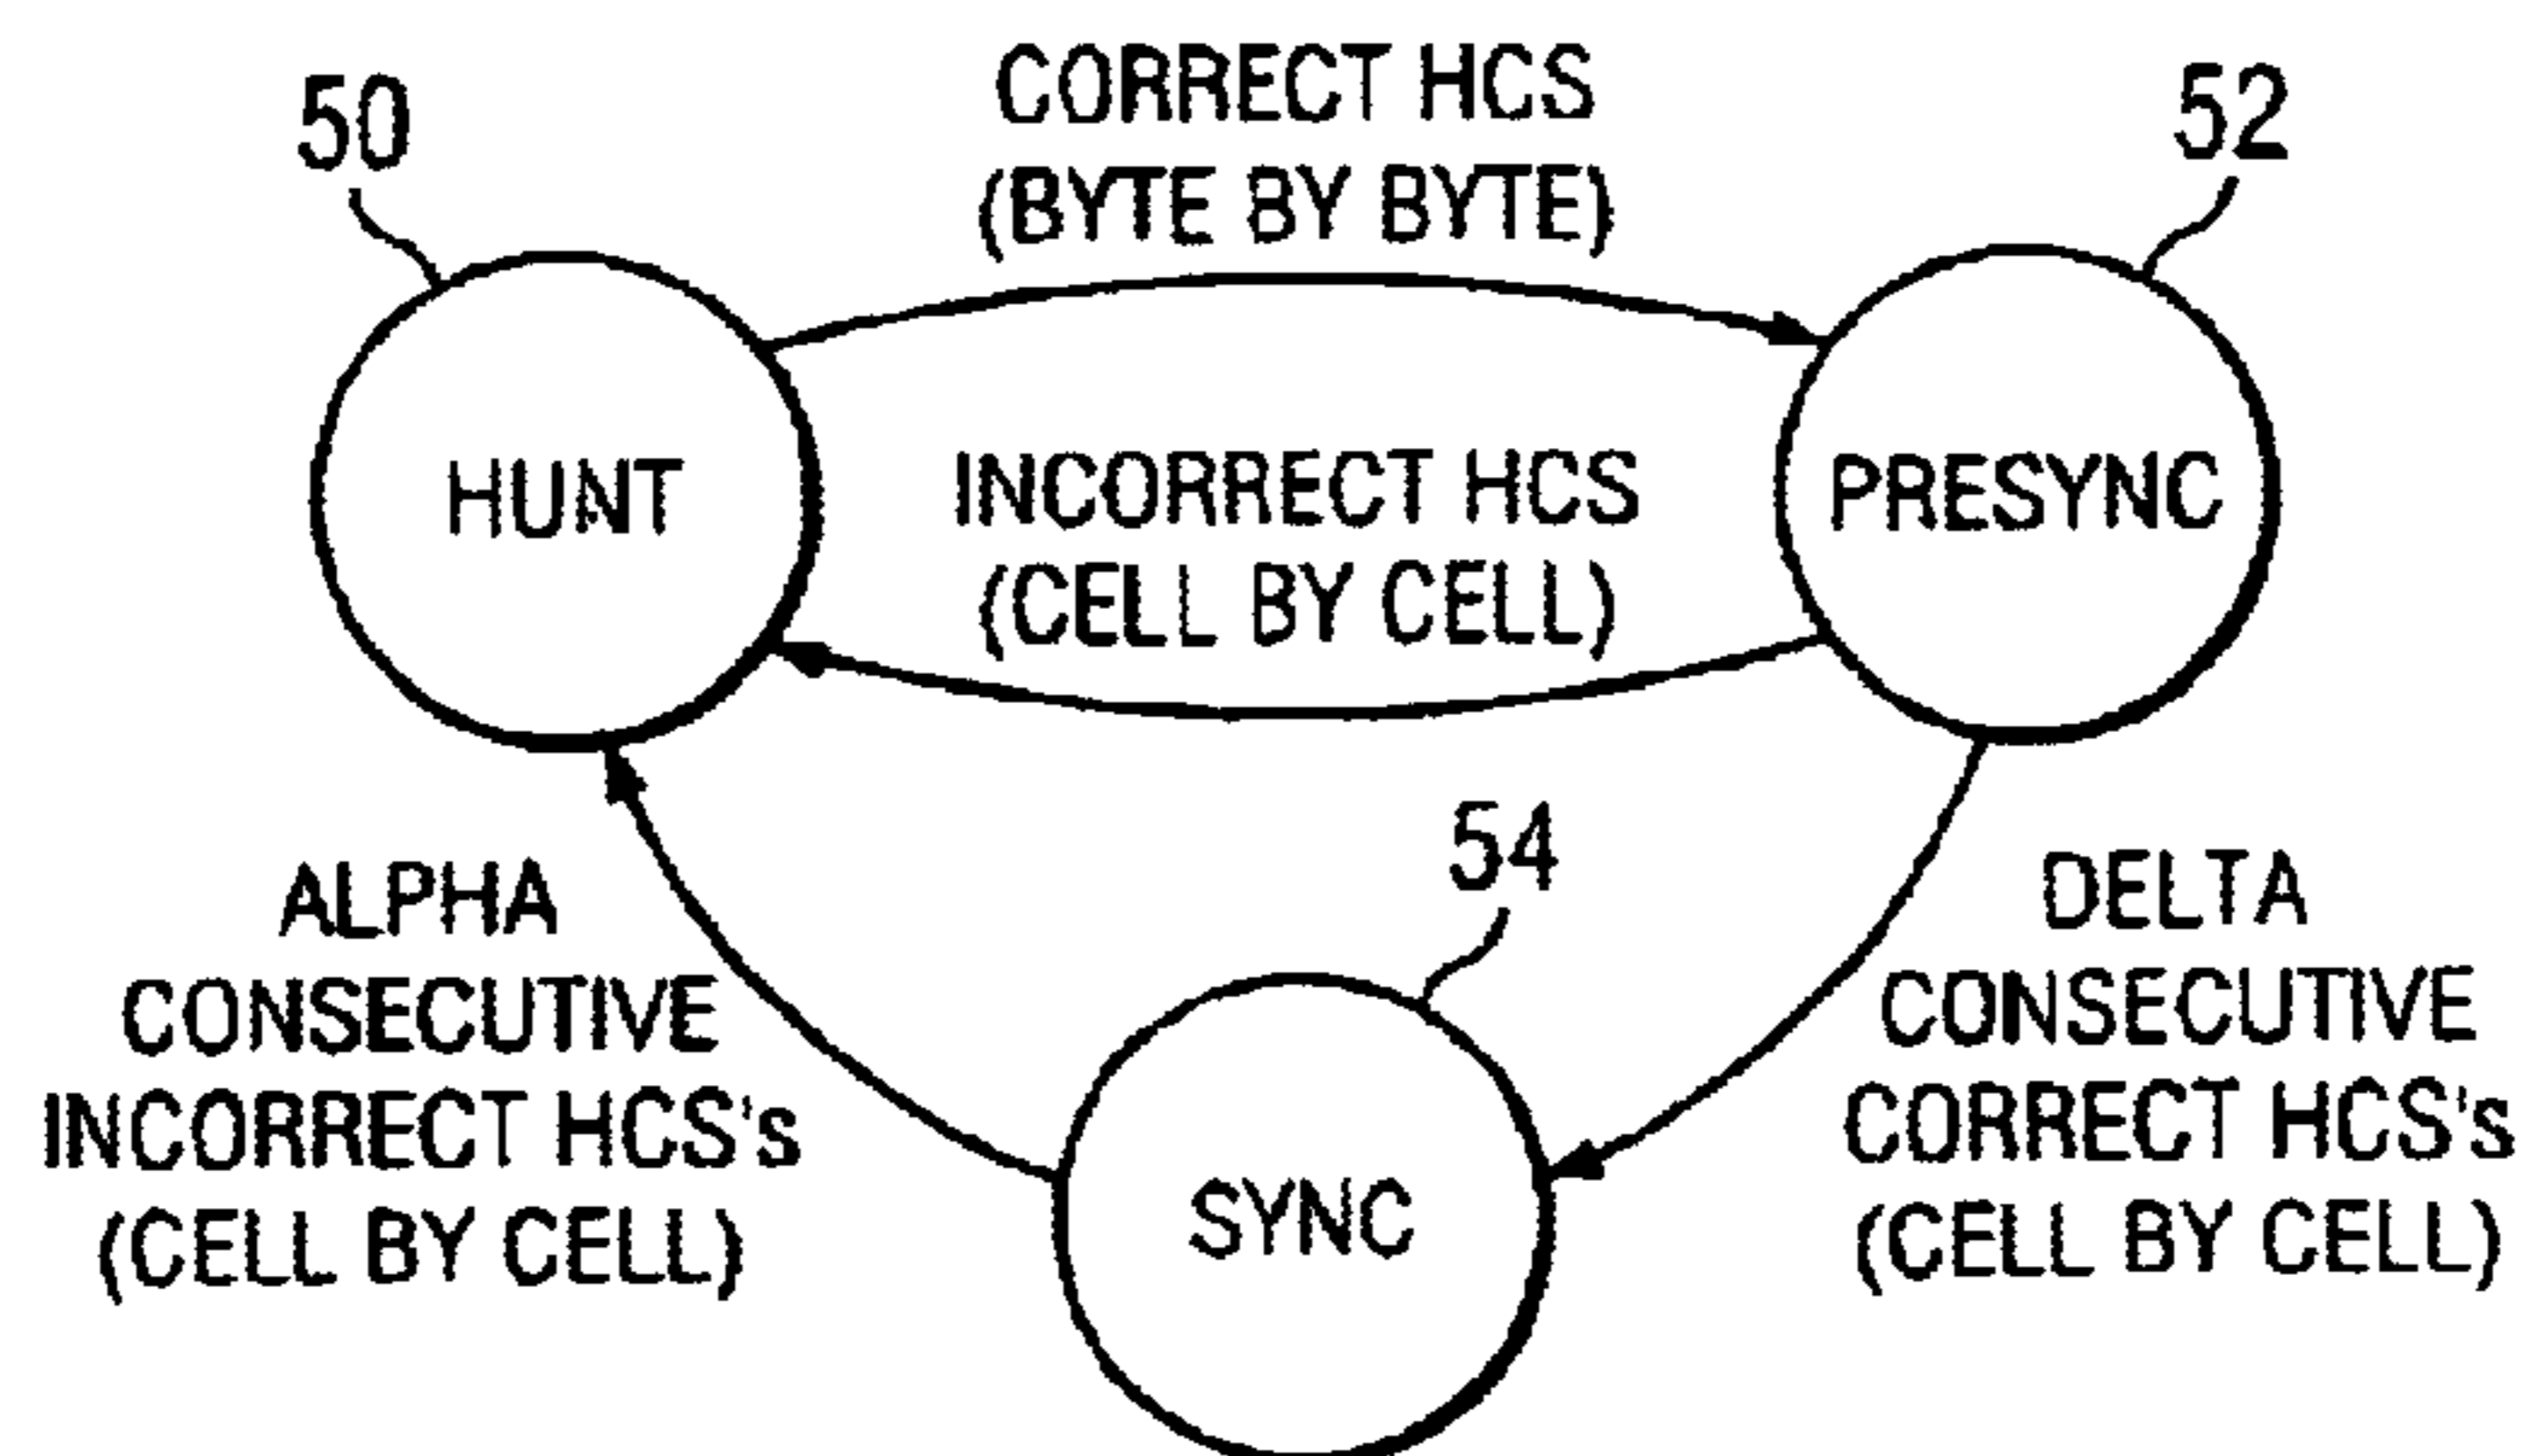 50
CORRECT HCS
(BYTE BY BYTE)
52
HUNT
INCORRECT HCS
(CELL BY CELL)
PRESYNC
54
ALPHA
CONSECUTIVE
INCORRECT HCS's
(CELL BY CELL)
DELTA
CONSECUTIVE
CORRECT HCS's
(CELL BY CELL)
SYNC